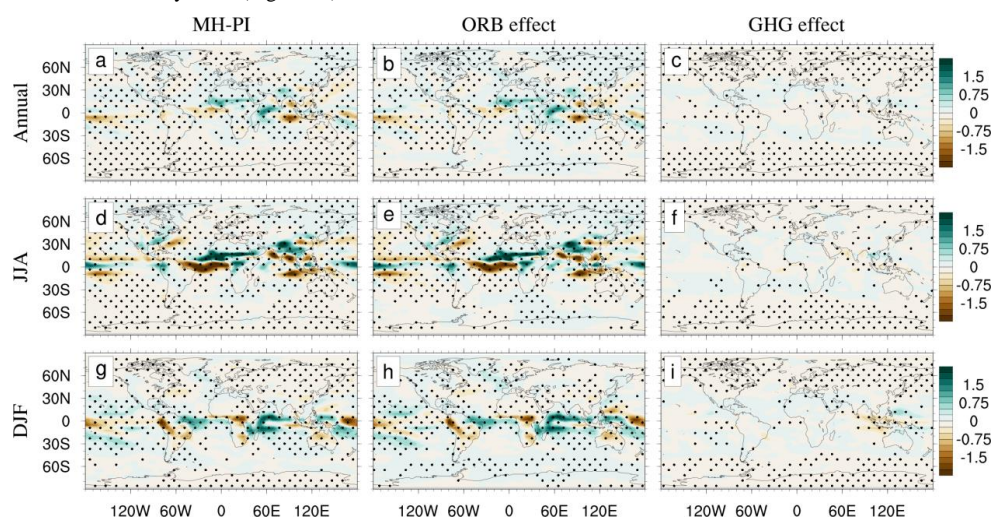 MH-PI ORB effect GHG effect
Annual
60N
30N
0
30S
60S
a b c
1.5
0.75
0
-0.75
-1.5
JJA
60N
30N
0
30S
60S
d e f
1.5
0.75
0
-0.75
-1.5
DJF
60N
30N
0
30S
60S
g h i
1.5
0.75
0
-0.75
-1.5
120W 60W 0 60E 120E 120W 60W 0 60E 120E 120W 60W 0 60E 120E